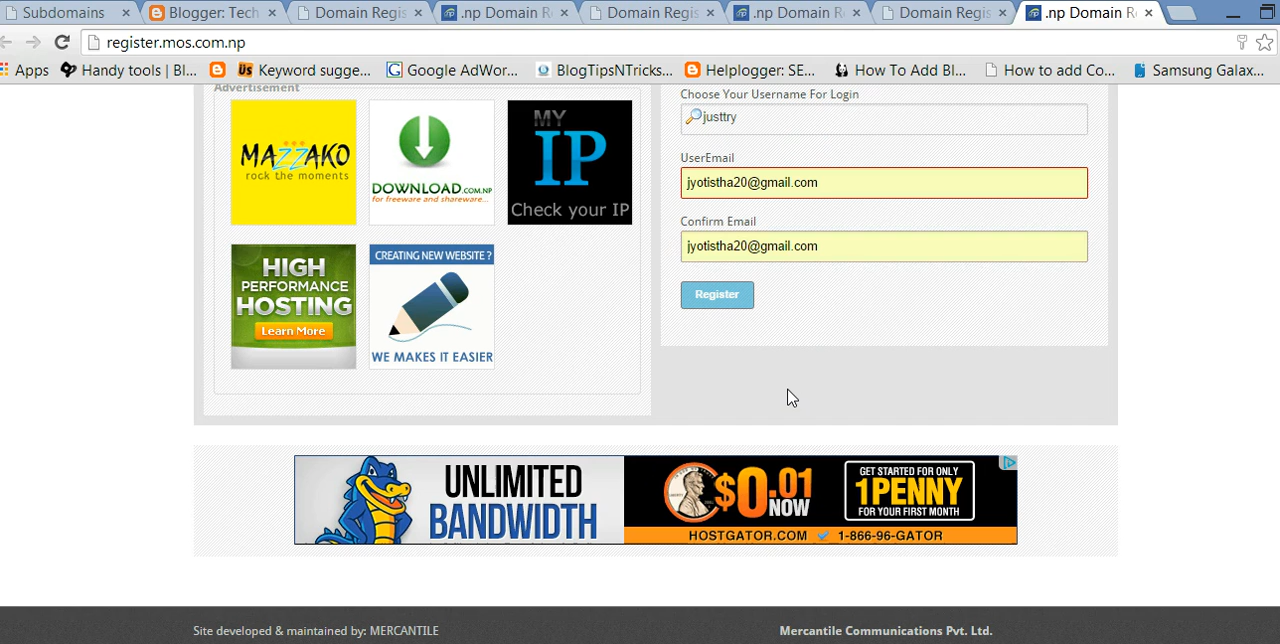 Subdomains
Blogger: Tech
Domain Regis
.np Domain R
Domain Regis
.np Domain R
Domain Regis
.np Domain R
register.mos.com.np
Apps
Handy tools | Bl...
Keyword sugge...
Google AdWor...
BlogTipsNTricks...
Helplogger: SE...
How To Add Bl...
How to add Co...
Samsung Galax...
Advertisement
MAZZAKO
rock the moments
DOWNLOAD.COM.NP
for freeware and shareware...
MY
IP
Check your IP
HIGH
PERFORMANCE
HOSTING
Learn More
CREATING NEW WEBSITE ?
WE MAKES IT EASIER
Choose Your Username For Login
justtry
UserEmail
jyotistha20@gmail.com
Confirm Email
jyotistha20@gmail.com
Register
UNLIMITED
BANDWIDTH
$0.01
NOW
GET STARTED FOR ONLY
1PENNY
FOR YOUR FIRST MONTH
HOSTGATOR.COM
1-866-96-GATOR
Site developed & maintained by: MERCANTILE
Mercantile Communications Pvt. Ltd.